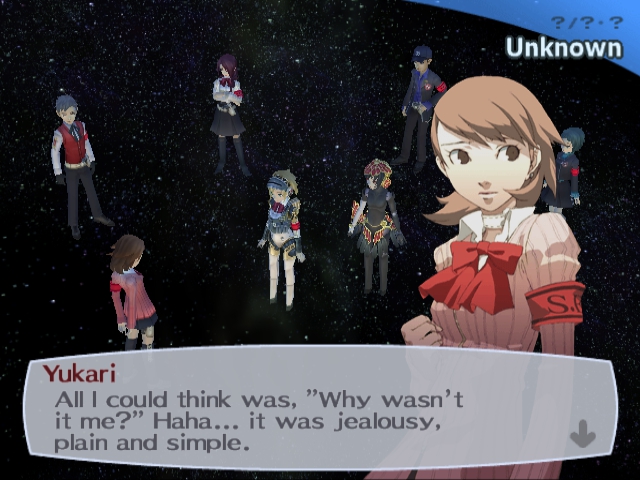 ?/?·?
Unknown
S.
Yukari
All I could think was, "Why wasn't
it me?" Haha... it was jealousy,
plain and simple.